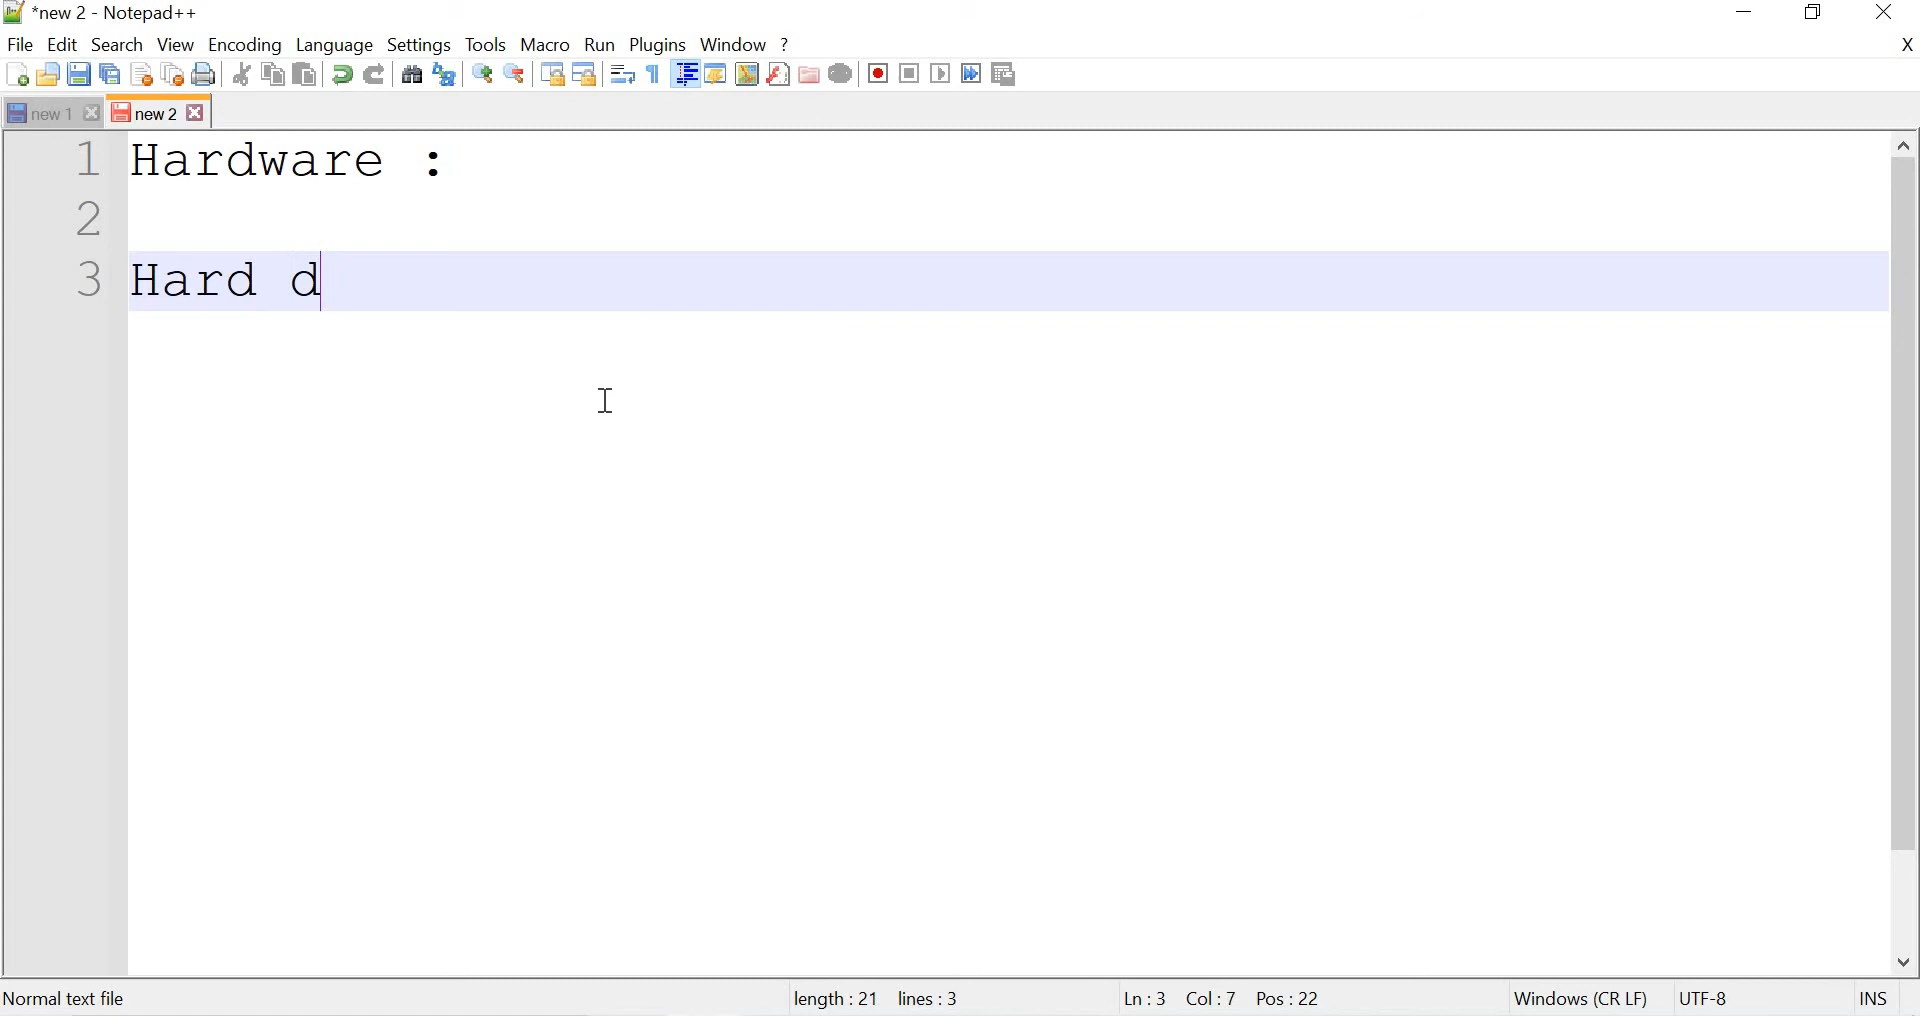 *new 2 - Notepad++
File Edit Search View Encoding Language Settings Tools Macro Run Plugins Window ?
X
new 1 new 2
1 Hardware :
2
3 Hard d
Normal text file length : 21 lines : 3 Ln : 3 Col : 7 Pos : 22 Windows (CR LF) UTF-8 INS